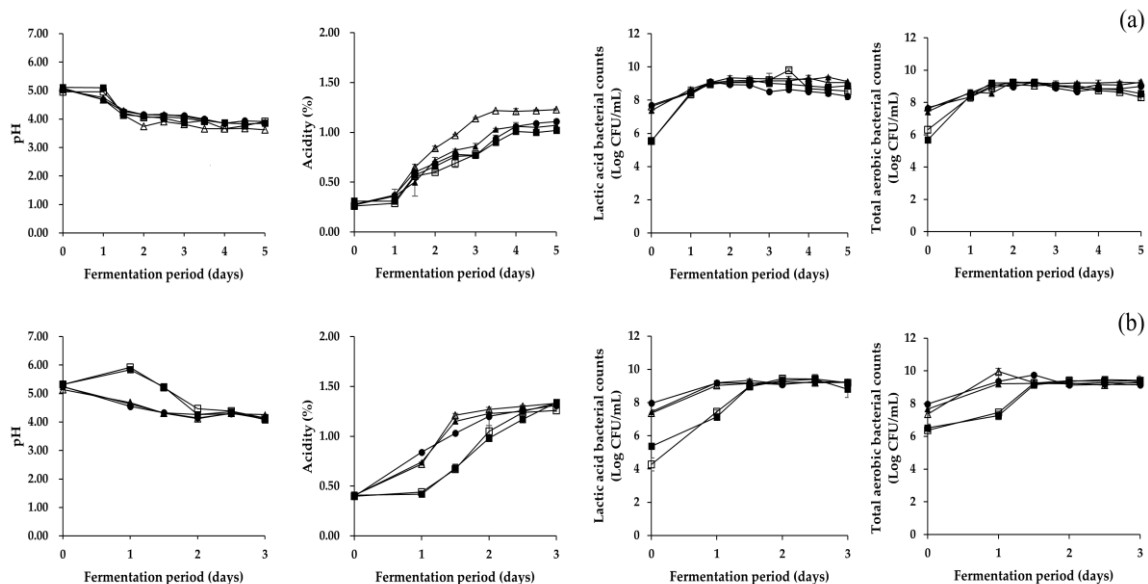 (a)
7.00
6.00
5.00
4.00
3.00
2.00
1.00
0.00
pH
0 1 2 3 4 5
Fermentation period (days)
2.00
1.50
1.00
0.50
0.00
Acidity (%)
0 1 2 3 4 5
Fermentation period (days)
12
10
8
6
4
2
0
Lactic acid bacterial counts
(Log CFU/mL)
0 1 2 3 4 5
Fermentation period (days)
12
10
8
6
4
2
0
Total aerobic bacterial counts
(Log CFU/mL)
0 1 2 3 4 5
Fermentation period (days)
(b)
7.00
6.00
5.00
4.00
3.00
2.00
1.00
0.00
pH
0 1 2 3
Fermentation period (days)
2.00
1.50
1.00
0.50
0.00
Acidity (%)
0 1 2 3
Fermentation period (days)
12
10
8
6
4
2
0
Lactic acid bacterial counts
(Log CFU/mL)
0 1 2 3
Fermentation period (days)
12
10
8
6
4
2
0
Total aerobic bacterial counts
(Log CFU/mL)
0 1 2 3
Fermentation period (days)